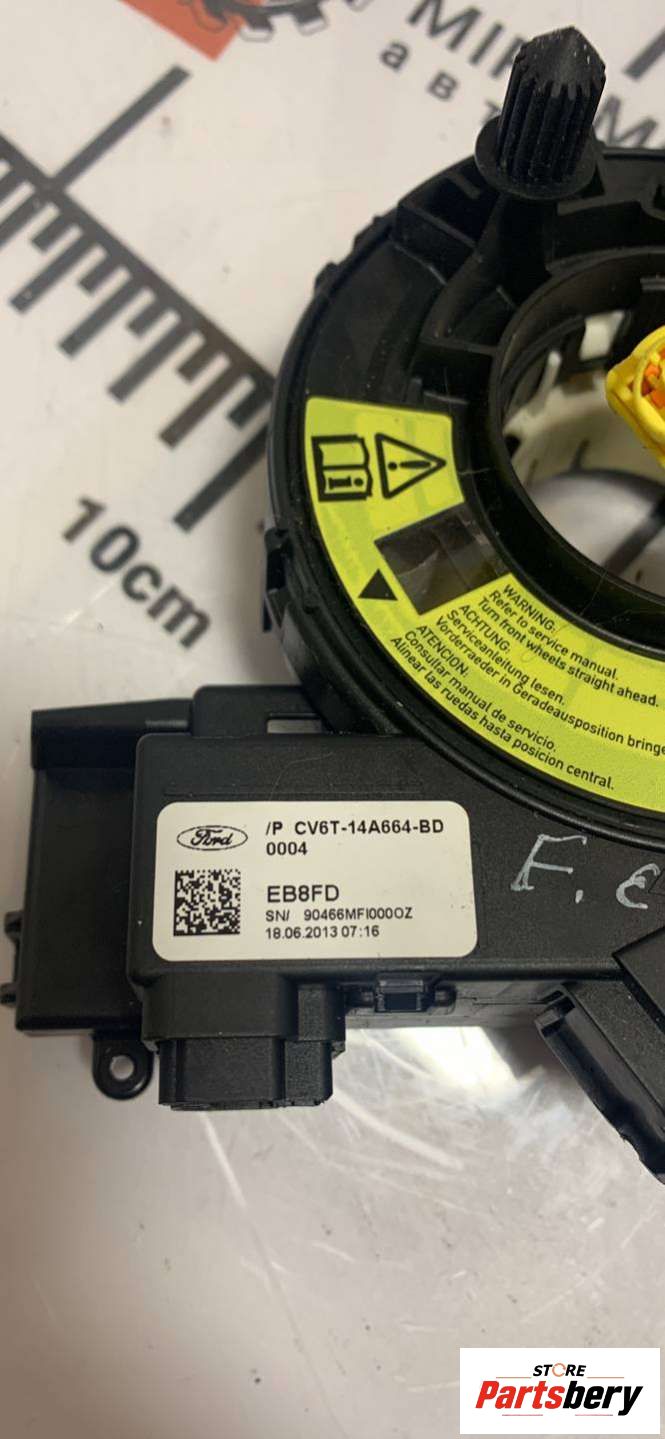 авт
10cm
WARNING:
Refer to service manual.
Turn front wheels straight ahead.
ACHTUNG:
Serviceanleitung lesen.
Vorderraeder in Geradeausposition bringe
ATENCION:
Consultar manual de servicio.
Alinear las ruedas hasta posicion central.
Ford
/P CV6T-14A664-BD
0004
EB8FD
SN/ 90466MFI000OZ
18.06.2013 07:16
F. e
STORE
Partsbery